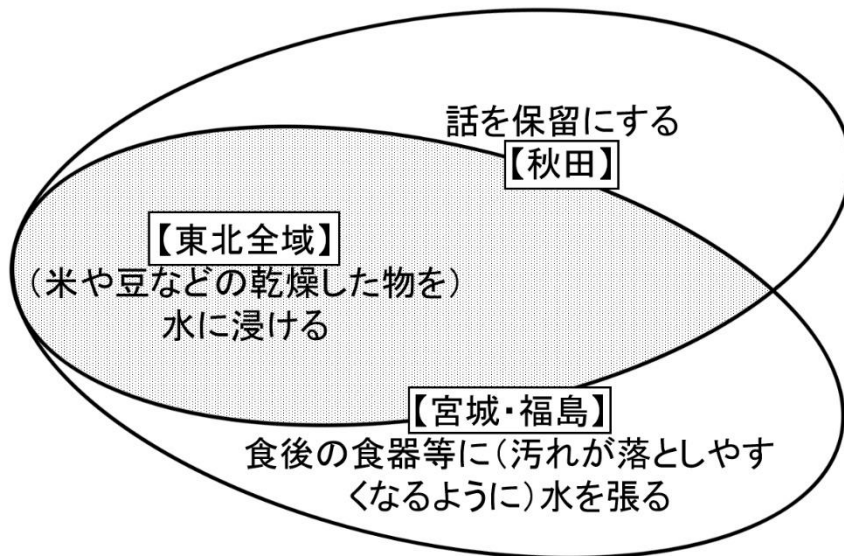 話を保留にする
【秋田】
【東北全域】
(米や豆などの乾燥した物を)
水に浸ける
【宮城・福島】
食後の食器等に(汚れが落としやす
くなるように)水を張る